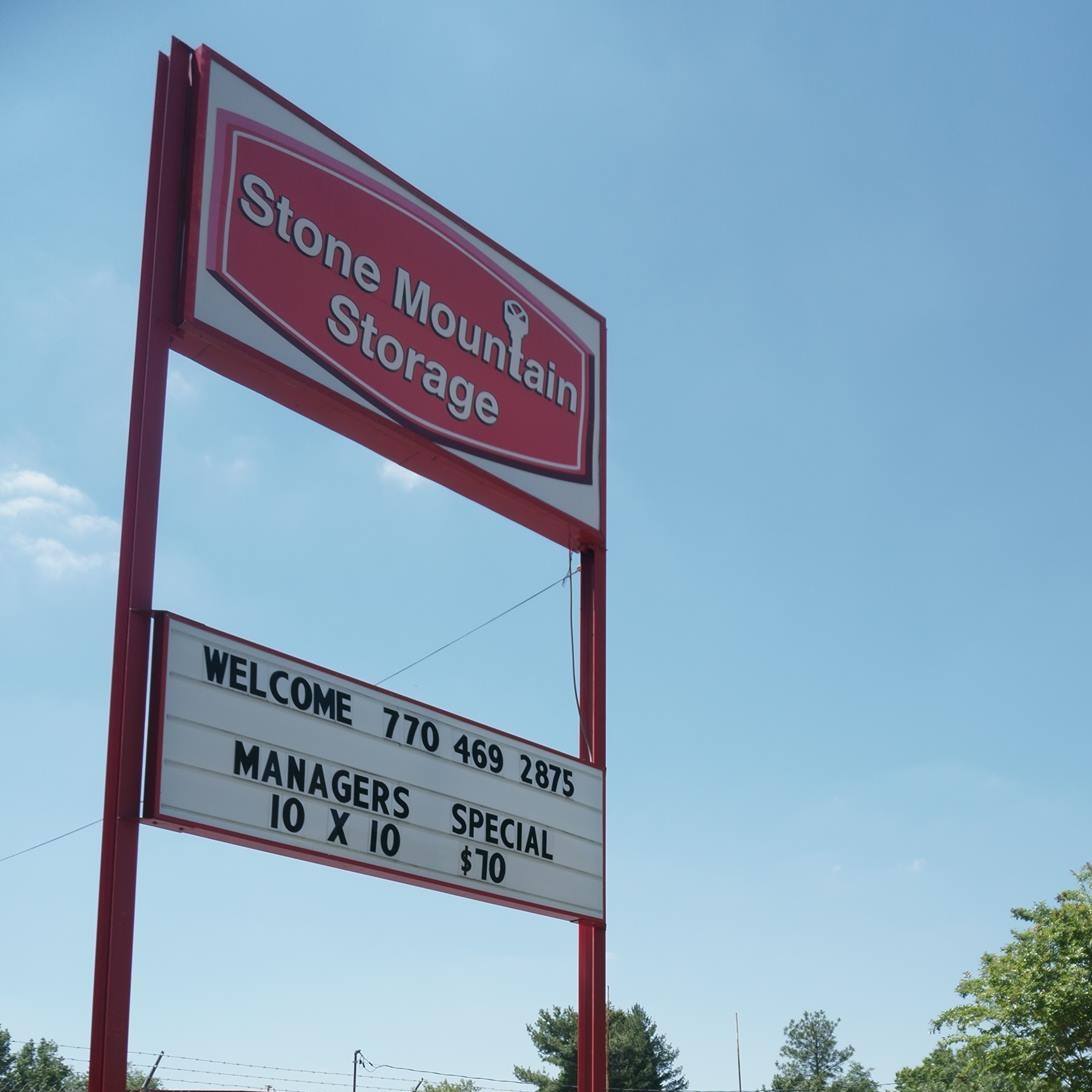 Stone Mountain
Storage
WELCOME 770 469 2875
MANAGERS SPECIAL
10 X 10 $70